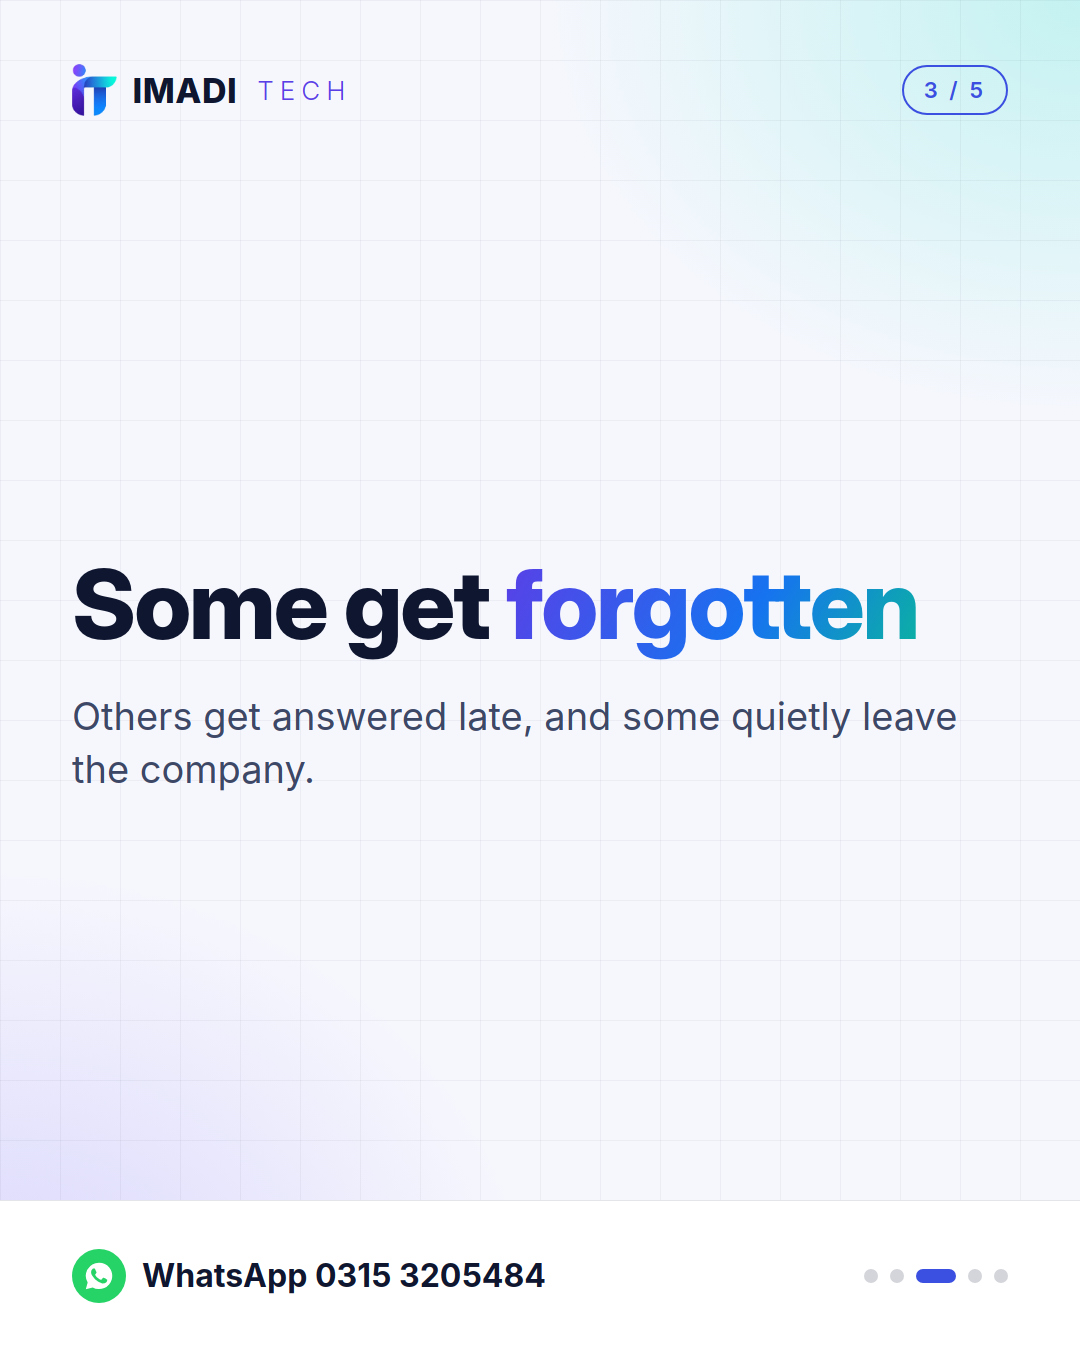 IMADI TECH
3 / 5
Some get forgotten
Others get answered late, and some quietly leave
the company.
WhatsApp 0315 3205484